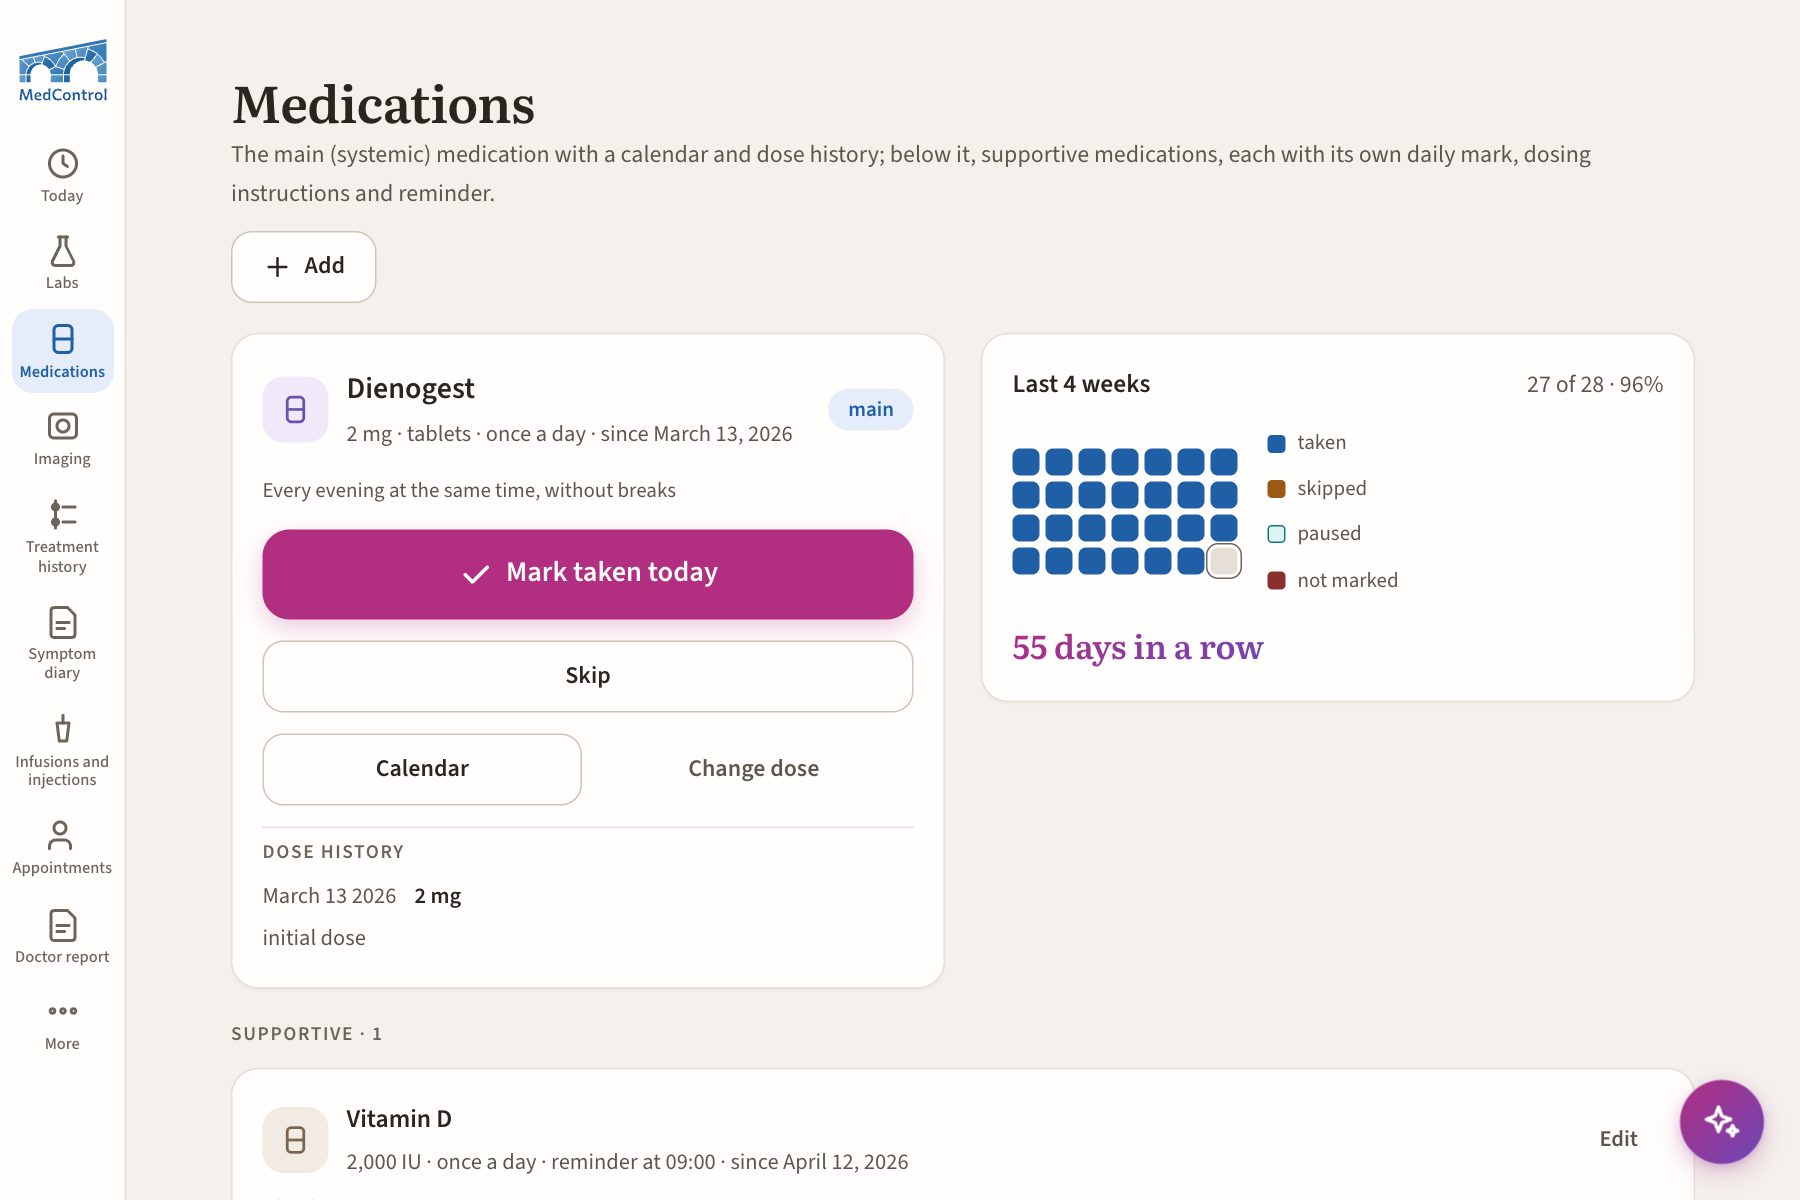 MedControl
Today
Labs
Medications
Imaging
Treatment
history
Symptom
diary
Infusions and
injections
Appointments
Doctor report
More
Medications
The main (systemic) medication with a calendar and dose history; below it, supportive medications, each with its own daily mark, dosing
instructions and reminder.
Add
Dienogest
2 mg · tablets · once a day · since March 13, 2026
main
Every evening at the same time, without breaks
Mark taken today
Skip
Calendar
Change dose
DOSE HISTORY
March 13 2026 2 mg
initial dose
Last 4 weeks
27 of 28 · 96%
taken
skipped
paused
not marked
55 days in a row
SUPPORTIVE · 1
Vitamin D
2,000 IU · once a day · reminder at 09:00 · since April 12, 2026
Edit